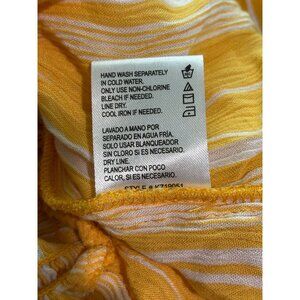 HAND WASH SEPARATELY
IN COLD WATER.
ONLY USE NON-CHLORINE
BLEACH IF NEEDED.
LINE DRY.
COOL IRON IF NEEDED.
LAVADO A MANO POR
SEPARADO EN AGUA FRÍA.
SOLO USAR BLANQUEADOR
SIN CLORO SI ES NECESARIO.
DRY LINE.
PLANCHAR CON POCO
CALOR, SI ES NECESARIO.
STYLE #